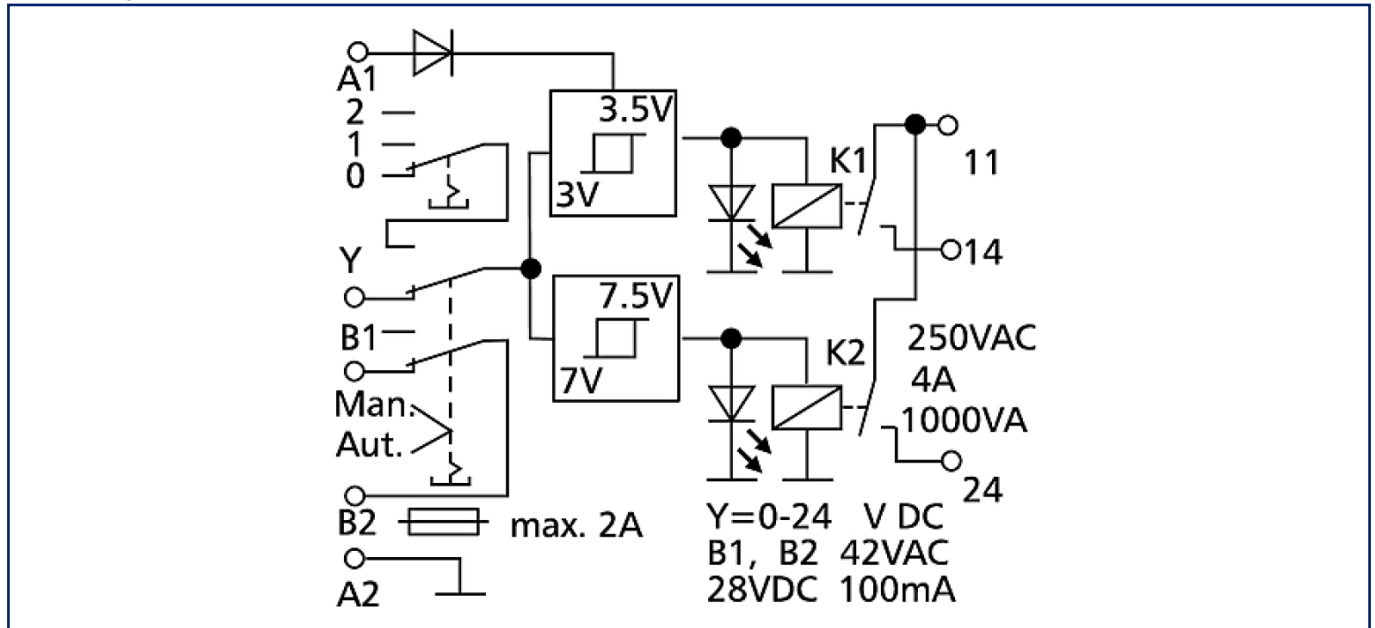 A1
2
1
0
Y
B1
Man.
Aut.
B2
max. 2A
A2
3.5V
3V
7.5V
7V
K1
11
14
K2
250VAC
4A
1000VA
24
Y=0-24 V DC
B1, B2 42VAC
28VDC 100mA